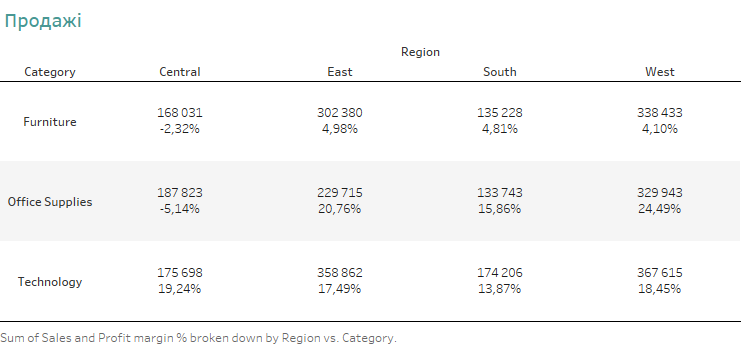 Продажі
Region
Category Central East South West
Furniture 168 031 302 380 135 228 338 433
-2,32% 4,98% 4,81% 4,10%
Office Supplies 187 823 229 715 133 743 329 943
-5,14% 20,76% 15,86% 24,49%
Technology 175 698 358 862 174 206 367 615
19,24% 17,49% 13,87% 18,45%
Sum of Sales and Profit margin % broken down by Region vs. Category.